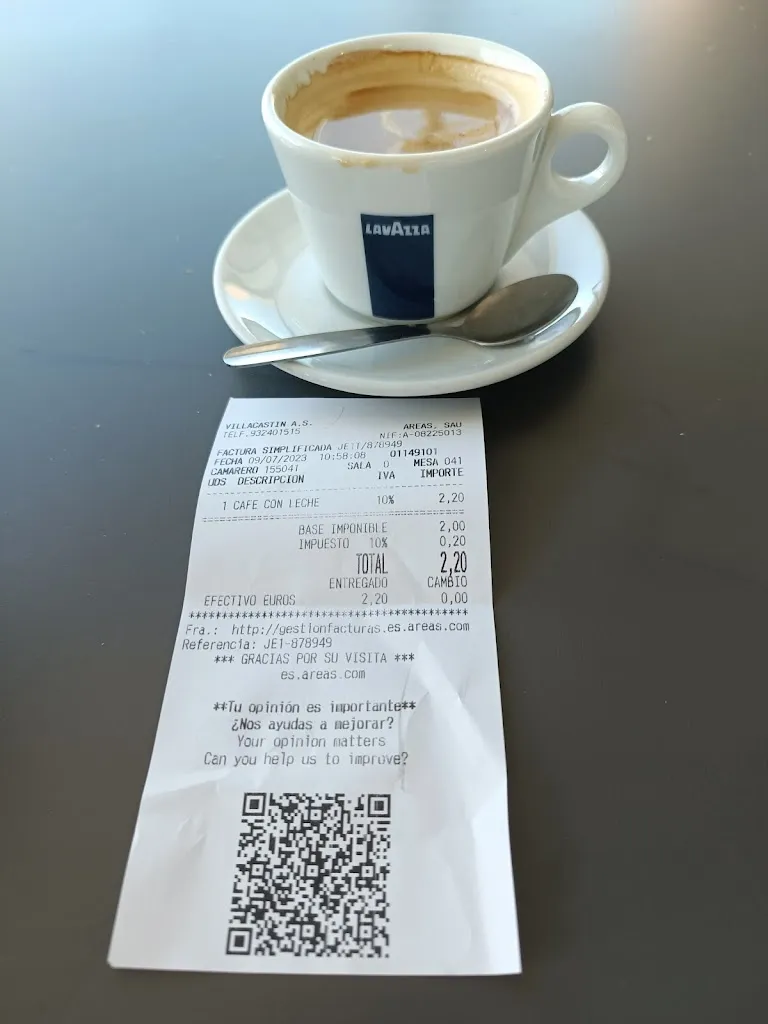 LAVAZZA
VILLACASTIN A.S. AREAS, SAU
TELF.932401515 NIF:A-08225013
FACTURA SIMPLIFICADA JE1T/878949
FECHA 09/07/2023 10:58:08 01149101
CAMARERO 155041 SALA 0 MESA 041
UDS DESCRIPCION IVA IMPORTE
1 CAFE CON LECHE 10% 2,20
BASE IMPONIBLE 2,00
IMPUESTO 10% 0,20
TOTAL 2,20
ENTREGADO CAMBIO
EFECTIVO EUROS 2,20 0,00
****************************************
Fra.: http://gestionfacturas.es.areas.com
Referencia: JE1-878949
*** GRACIAS POR SU VISITA ***
es.areas.com
**Tu opinión es importante**
¿Nos ayudas a mejorar?
Your opinion matters
Can you help us to improve?